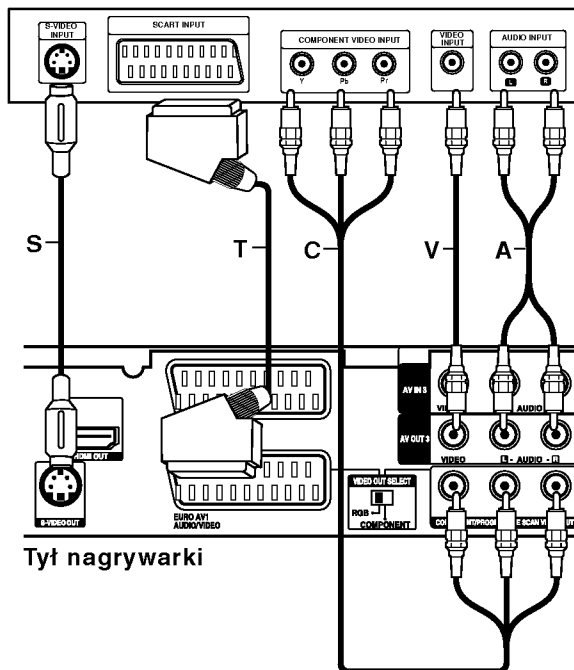 S-VIDEO
INPUT
SCART INPUT
COMPONENT VIDEO INPUT
Y
Pb
Pr
VIDEO
INPUT
AUDIO INPUT
L
R
S
T
C
V
A
AV IN 3
AUDIO
AV OUT 3
VIDEO
L - AUDIO - R
HDMI OUT
S-VIDEO OUT
EURO AV1
AUDIO/VIDEO
VIDEO OUT SELECT
RGB
COMPONENT
SCAN
Tył nagrywarki